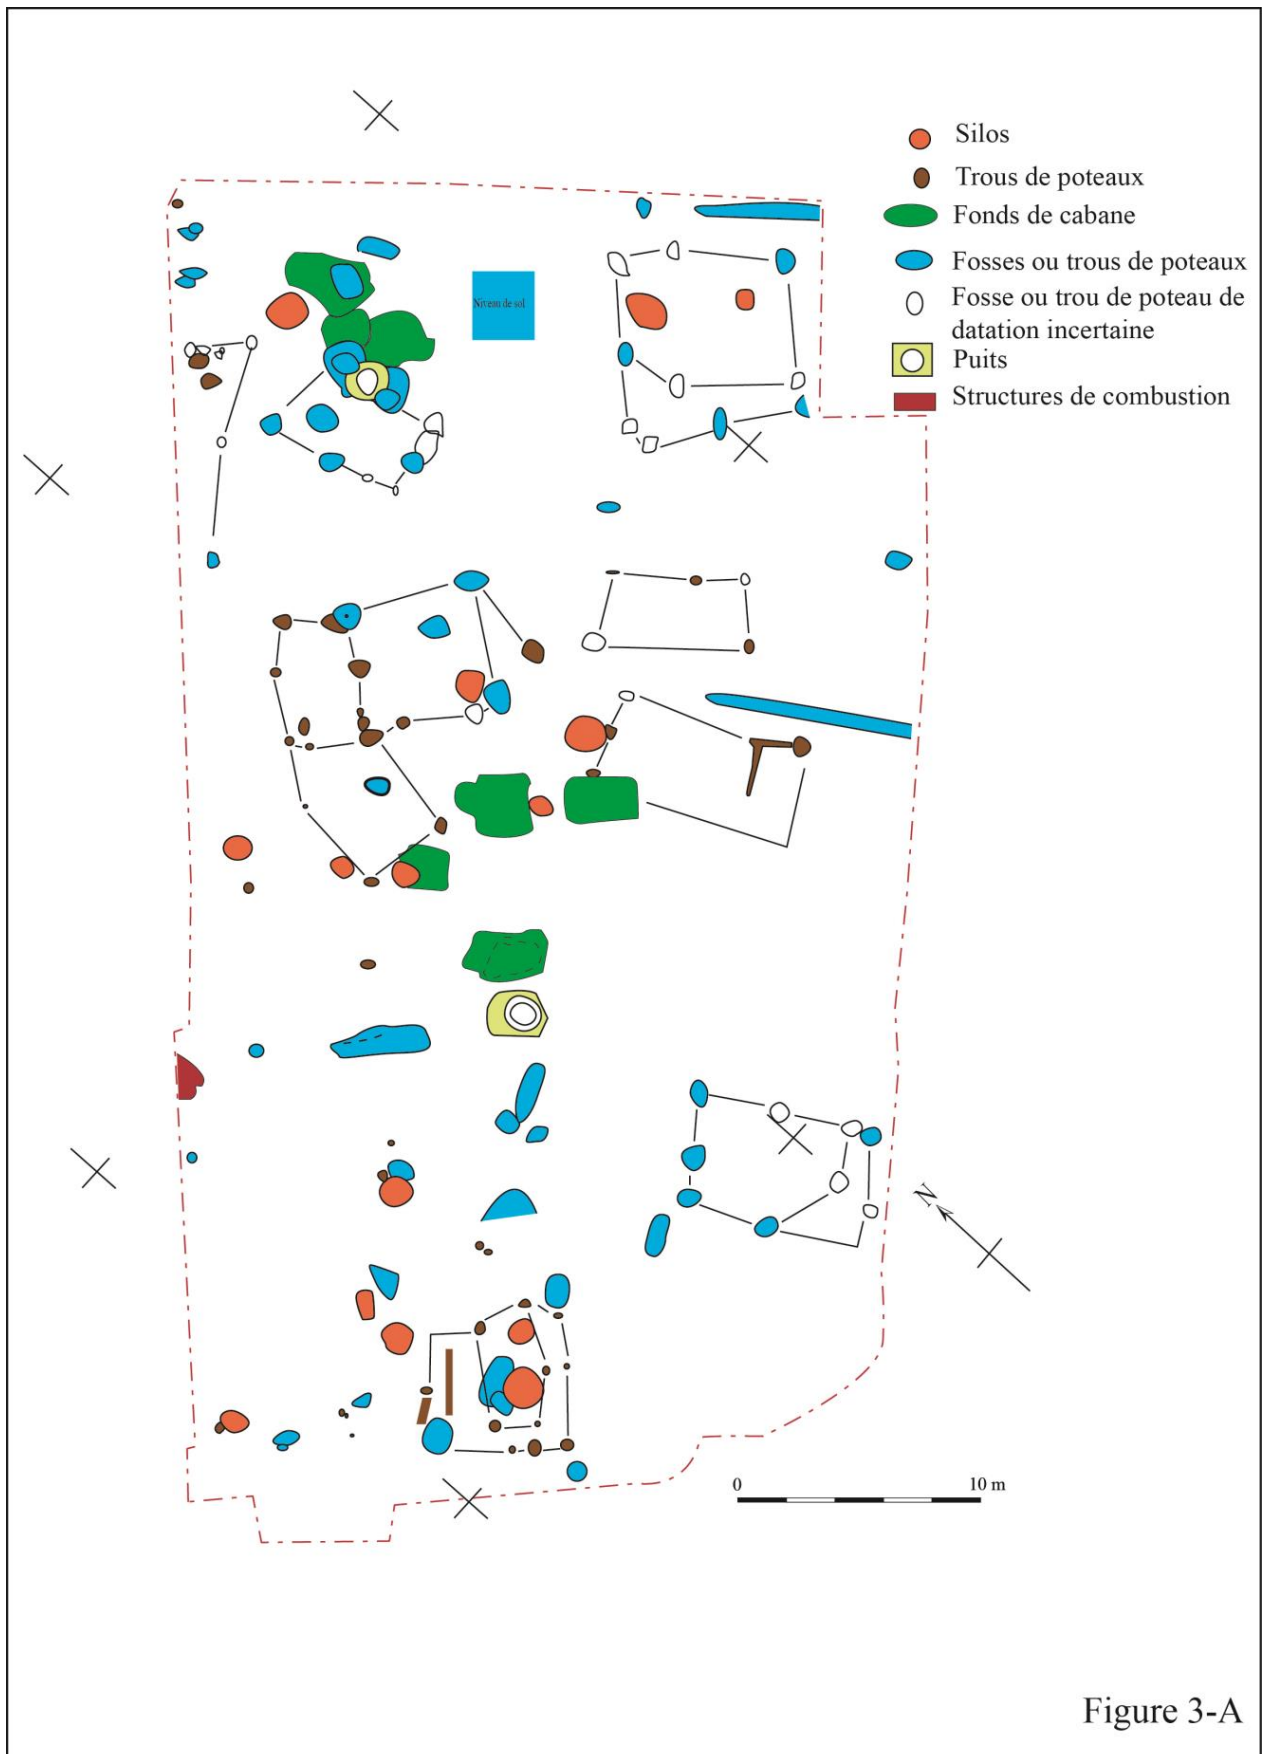 Silos
Trous de poteaux
Fonds de cabane
Fosses ou trous de poteaux
Fosse ou trou de poteau de
datation incertaine
Puits
Structures de combustion
Niveau de sol
N
0 10 m
Figure 3-A